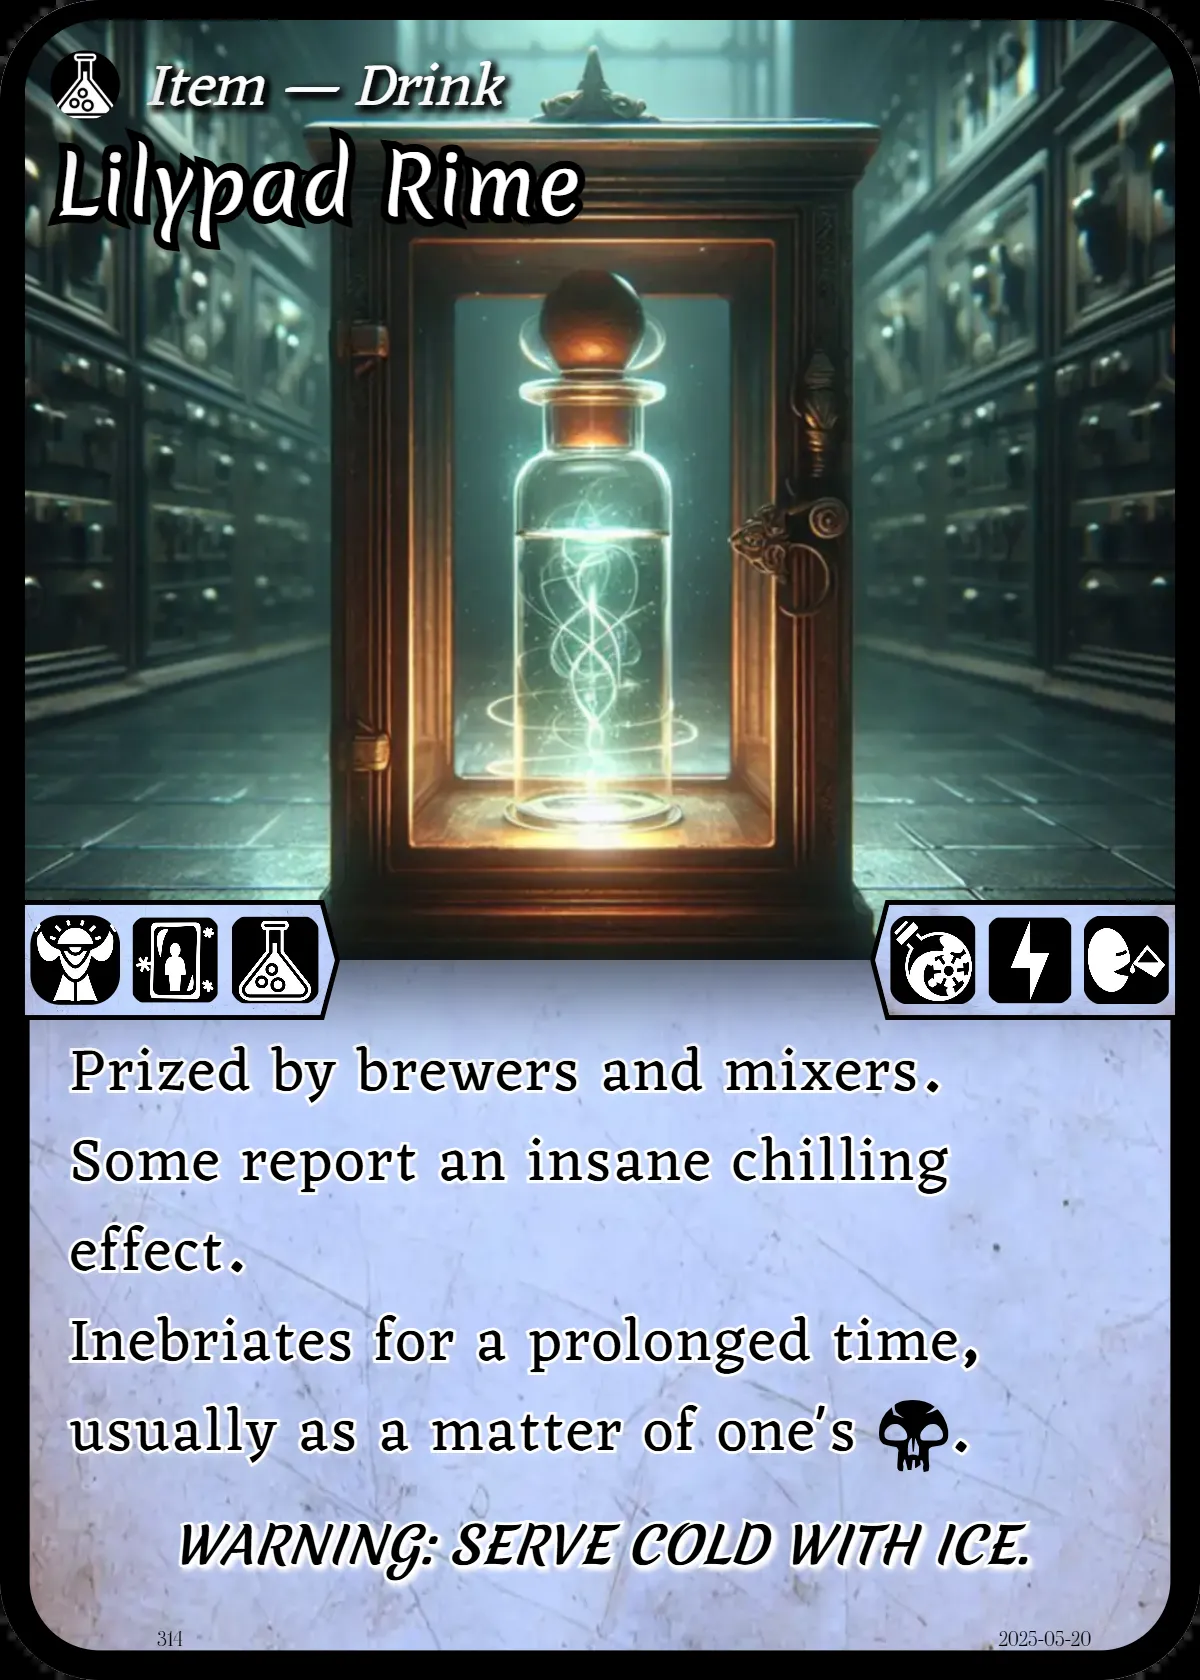 Item — Drink
Lilypad Rime
Prized by brewers and mixers.
Some report an insane chilling
effect.
Inebriates for a prolonged time,
usually as a matter of one's .
WARNING: SERVE COLD WITH ICE.
314
2025-05-20